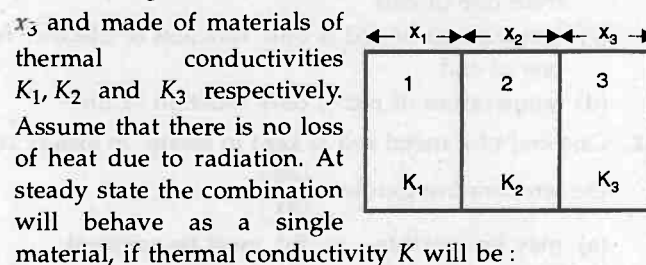 x₃ and made of materials of
thermal conductivities
K₁, K₂ and K₃ respectively.
Assume that there is no loss
of heat due to radiation. At
steady state the combination
will behave as a single
material, if thermal conductivity K will be :
x₁ x₂ x₃
1 2 3
K₁ K₂ K₃